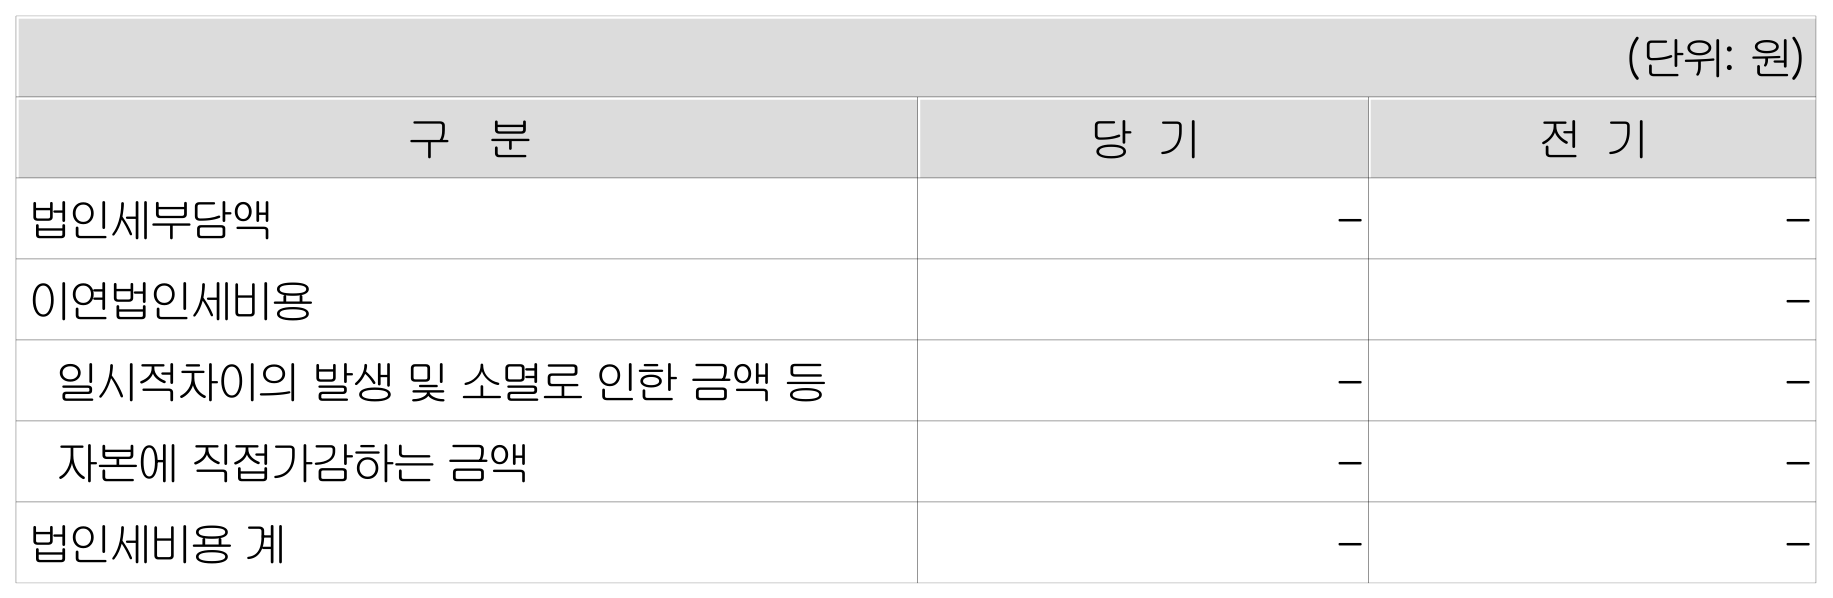 (단위: 원)
구 분 당 기 전 기
법인세부담액 – –
이연법인세비용 –
일시적차이의 발생 및 소멸로 인한 금액 등 – –
자본에 직접가감하는 금액 – –
법인세비용 계 – –